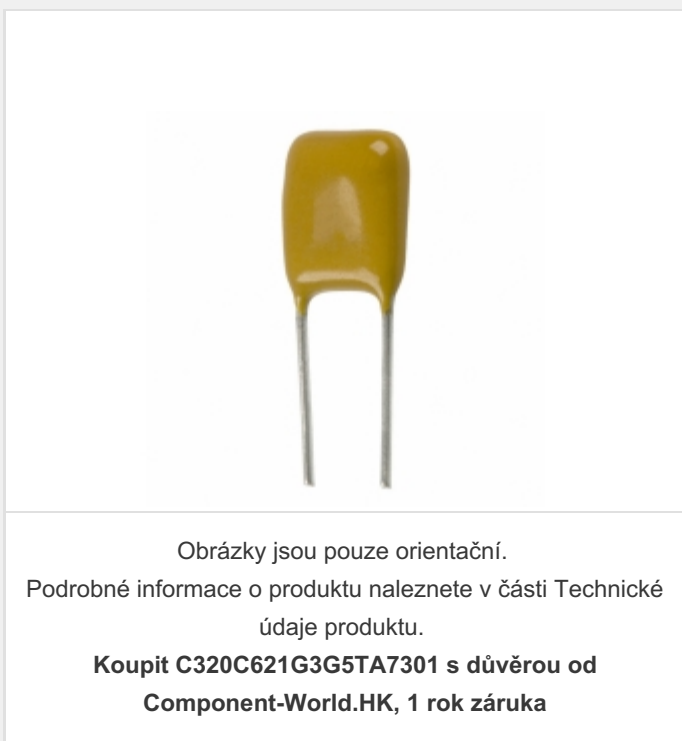 Obrázky jsou pouze orientační.
Podrobné informace o produktu naleznete v části Technické
údaje produktu.
Koupit C320C621G3G5TA7301 s důvěrou od
Component-World.HK, 1 rok záruka